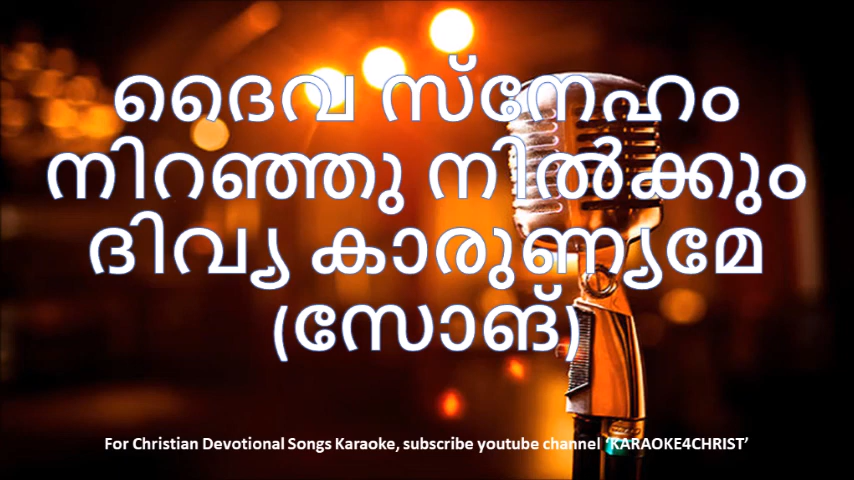 ദൈവ സ്നേഹം
നിറഞ്ഞു നിൽക്കും
ദിവ്യ കാരുണ്യമേ
(സോങ്)
For Christian Devotional Songs Karaoke, subscribe youtube channel ‘KARAOKE4CHRIST’